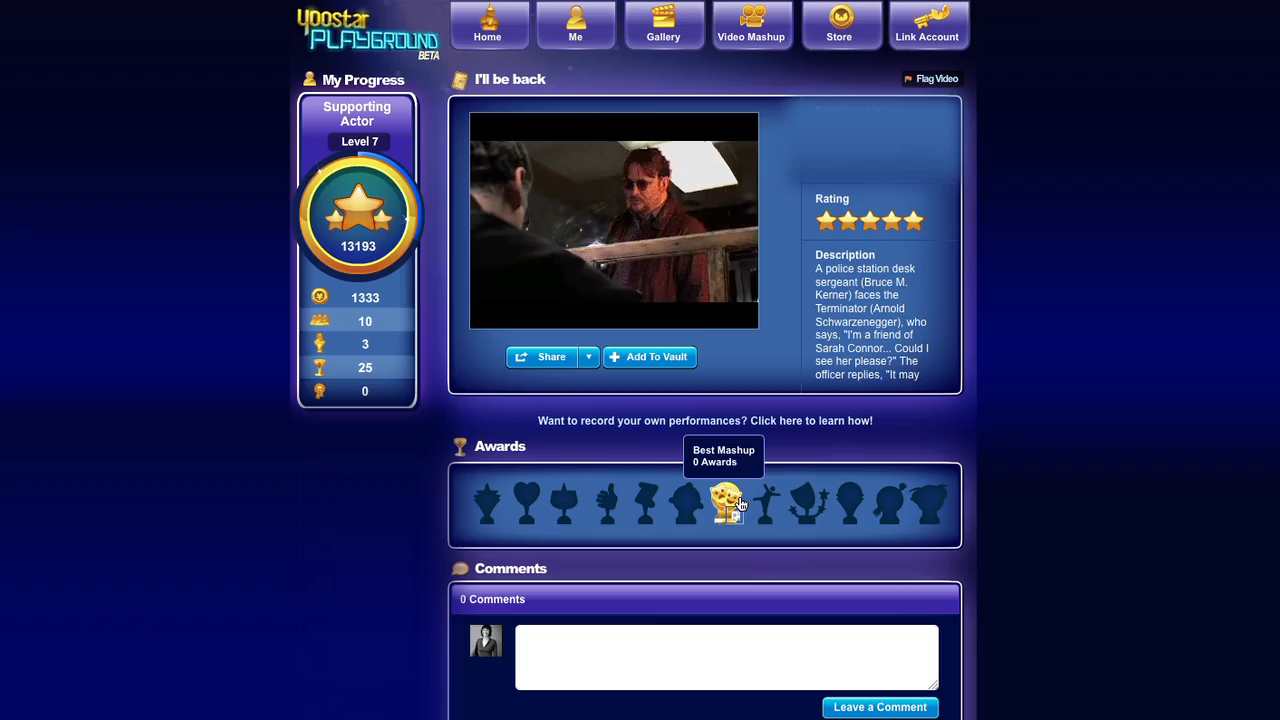 yoostar
PLAYGROUND
BETA
Home
Me
Gallery
Video Mashup
Store
Link Account
My Progress
Supporting
Actor
Level 7
13193
1333
10
3
25
0
I'll be back
Flag Video
Rating
Description
A police station desk
sergeant (Bruce M.
Kerner) faces the
Terminator (Arnold
Schwarzenegger), who
says, "I'm a friend of
Sarah Connor... Could I
see her please?" The
officer replies, "It may
Share
Add To Vault
Want to record your own performances? Click here to learn how!
Awards
Best Mashup
0 Awards
Comments
0 Comments
Leave a Comment